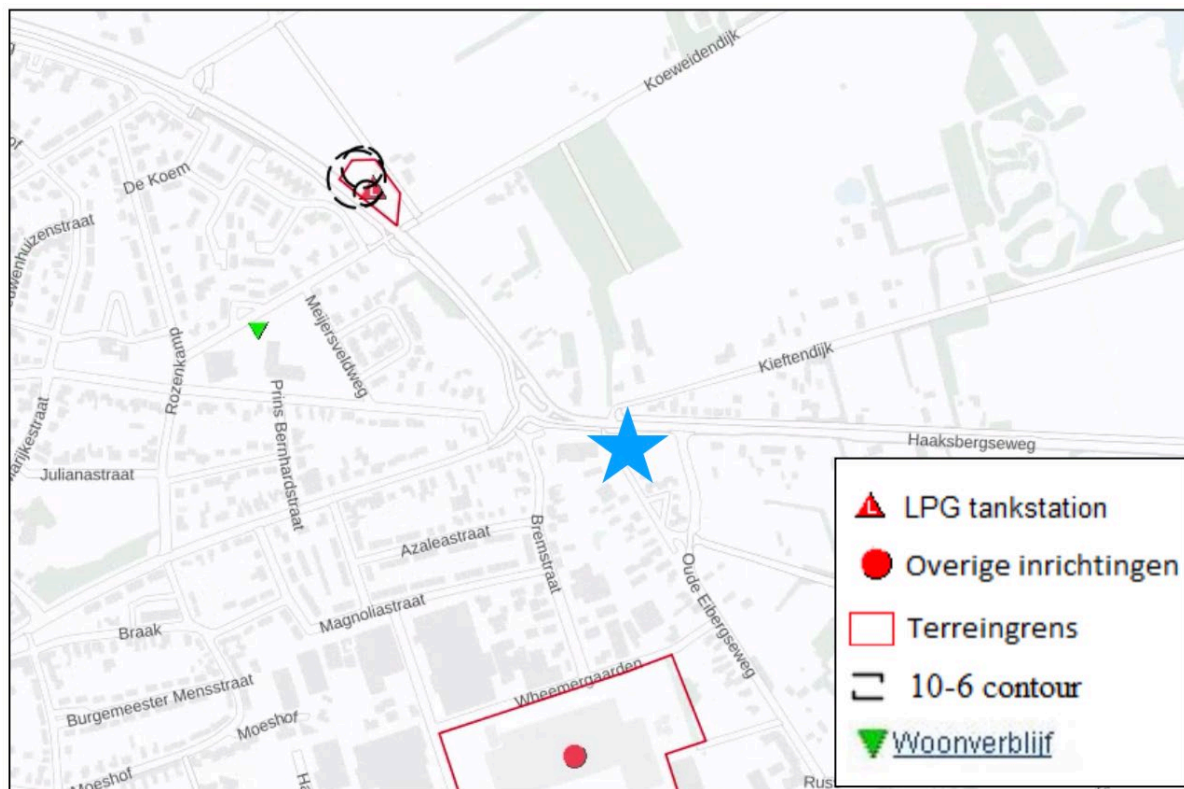 Koeweidendijk
De Koem
Meijersveldweg
Rozenkamp
Prins Bernhardstraat
Kieftendijk
Haaksbergseweg
Julianastraat
Azaleastraat
Bremstraat
Oude Eibergseweg
Magnoliastraat
Braak
Wheemergaarden
Burgemeester Mensstraat
Moeshof
Moeshof
L LPG tankstation
Overige inrichtingen
Terreingrens
10-6 contour
Woonverblijf